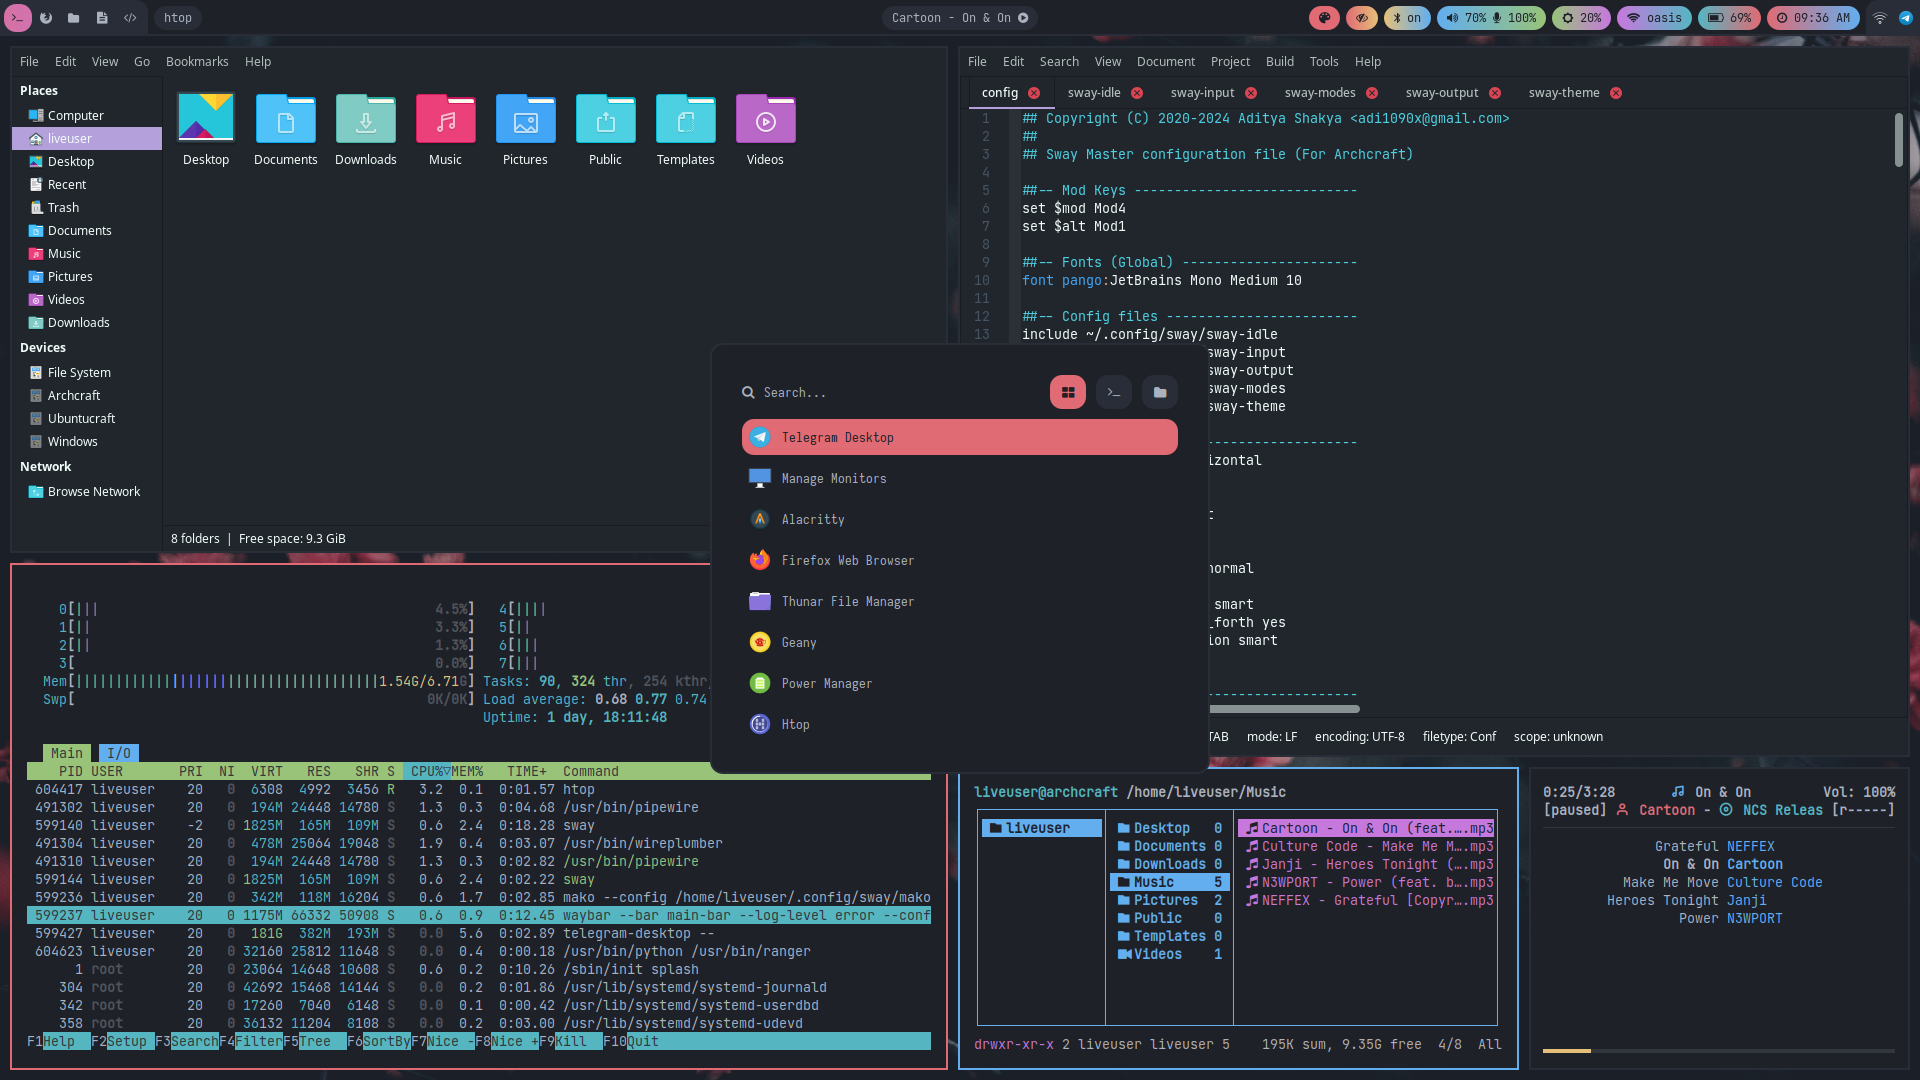 htop
Cartoon - On & On
on
70% 100%
20%
oasis
69%
09:36 AM
File Edit View Go Bookmarks Help
Places
Computer
liveuser
Desktop
Recent
Trash
Documents
Music
Pictures
Videos
Downloads
Devices
File System
Archcraft
Ubuntucraft
Windows
Network
Browse Network
Desktop Documents Downloads Music Pictures Public Templates Videos
8 folders | Free space: 9.3 GiB
File Edit Search View Document Project Build Tools Help
config sway-idle sway-input sway-modes sway-output sway-theme
1 ## Copyright (C) 2020-2024 Aditya Shakya <adi1090x@gmail.com>
2 ##
3 ## Sway Master configuration file (For Archcraft)
4
5 ##-- Mod Keys ----------------------------
6 set $mod Mod4
7 set $alt Mod1
8
9 ##-- Fonts (Global) ----------------------
10 font pango:JetBrains Mono Medium 10
11
12 ##-- Config files ------------------------
13 include ~/.config/sway/sway-idle
sway-input
sway-output
sway-modes
sway-theme
-------------------
izontal
t
normal
smart
_forth yes
ion smart
-------------------
TAB mode: LF encoding: UTF-8 filetype: Conf scope: unknown
Search...
Telegram Desktop
Manage Monitors
Alacritty
Firefox Web Browser
Thunar File Manager
Geany
Power Manager
Htop
0[||| 4.5%] 4[||||
1[|| 3.3%] 5[||
2[|| 1.3%] 6[|||
3[ 0.0%] 7[|||
Mem[||||||||||||||||||||||||||||||||||||||1.54G/6.71G] Tasks: 90, 324 thr, 254 kthr,
Swp[ 0K/0K] Load average: 0.68 0.77 0.74
Uptime: 1 day, 18:11:48
Main I/O
PID USER PRI NI VIRT RES SHR S CPU%▽MEM% TIME+ Command
604417 liveuser 20 0 6308 4992 3456 R 3.2 0.1 0:01.57 htop
491302 liveuser 20 0 194M 24448 14780 S 1.3 0.3 0:04.68 /usr/bin/pipewire
599140 liveuser -2 0 1825M 165M 109M S 0.6 2.4 0:18.28 sway
491304 liveuser 20 0 478M 25064 19048 S 1.9 0.4 0:03.07 /usr/bin/wireplumber
491310 liveuser 20 0 194M 24448 14780 S 1.3 0.3 0:02.82 /usr/bin/pipewire
599144 liveuser 20 0 1825M 165M 109M S 0.6 2.4 0:02.22 sway
599236 liveuser 20 0 342M 118M 16204 S 0.6 1.7 0:02.85 mako --config /home/liveuser/.config/sway/mako
599237 liveuser 20 0 1175M 66332 50908 S 0.6 0.9 0:12.45 waybar --bar main-bar --log-level error --conf
599427 liveuser 20 0 181G 382M 193M S 0.0 5.6 0:02.89 telegram-desktop --
604623 liveuser 20 0 32160 25812 11648 S 0.0 0.4 0:00.18 /usr/bin/python /usr/bin/ranger
1 root 20 0 23064 14648 10608 S 0.6 0.2 0:10.26 /sbin/init splash
304 root 20 0 42692 15468 14144 S 0.0 0.2 0:01.86 /usr/lib/systemd/systemd-journald
342 root 20 0 17260 7040 6148 S 0.0 0.1 0:00.42 /usr/lib/systemd/systemd-userdbd
358 root 20 0 36132 11204 8108 S 0.0 0.2 0:03.00 /usr/lib/systemd/systemd-udevd
F1Help F2Setup F3SearchF4FilterF5Tree F6SortByF7Nice -F8Nice +F9Kill F10Quit
liveuser@archcraft /home/liveuser/Music
liveuser
Desktop 0
Documents 0
Downloads 0
Music 5
Pictures 2
Public 0
Templates 0
Videos 1
Cartoon - On & On (feat.….mp3
Culture Code - Make Me M….mp3
Janji - Heroes Tonight (….mp3
N3WPORT - Power (feat. b….mp3
NEFFEX - Grateful [Copyr….mp3
drwxr-xr-x 2 liveuser liveuser 5 195K sum, 9.35G free 4/8 All
0:25/3:28 On & On Vol: 100%
[paused] Cartoon - NCS Releas [r-----]
Grateful NEFFEX
On & On Cartoon
Make Me Move Culture Code
Heroes Tonight Janji
Power N3WPORT